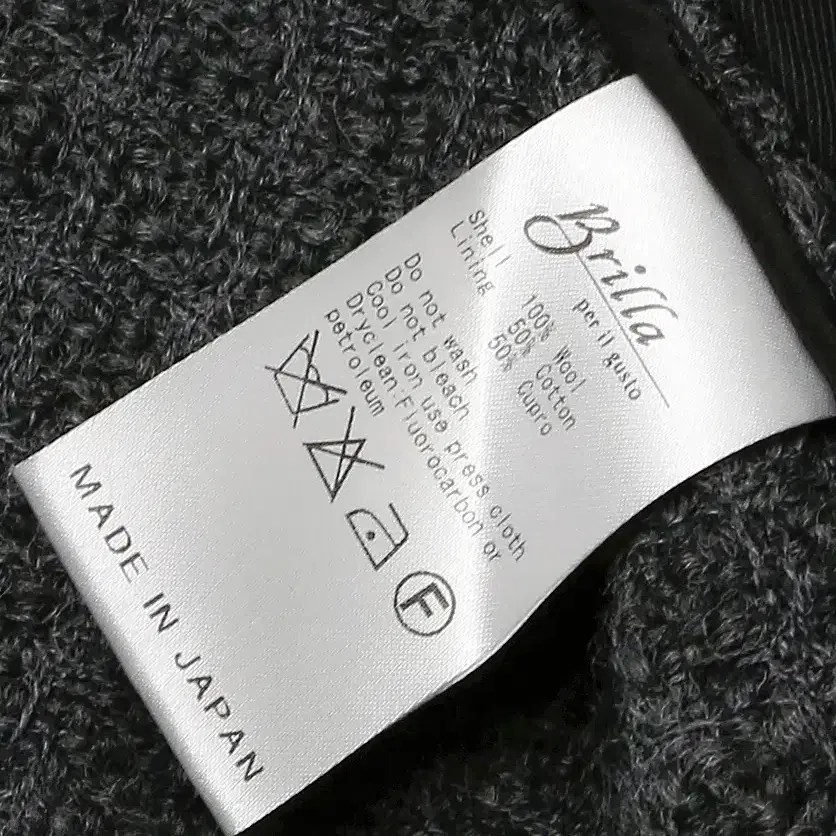 Brilla
per il gusto
Shell 100% Wool
Lining 50% Cotton
50% Cupro
Do not wash
Do not bleach
Cool iron use press cloth
Dryclean:Fluorocarbon or
petroleum
F
MADE IN JAPAN